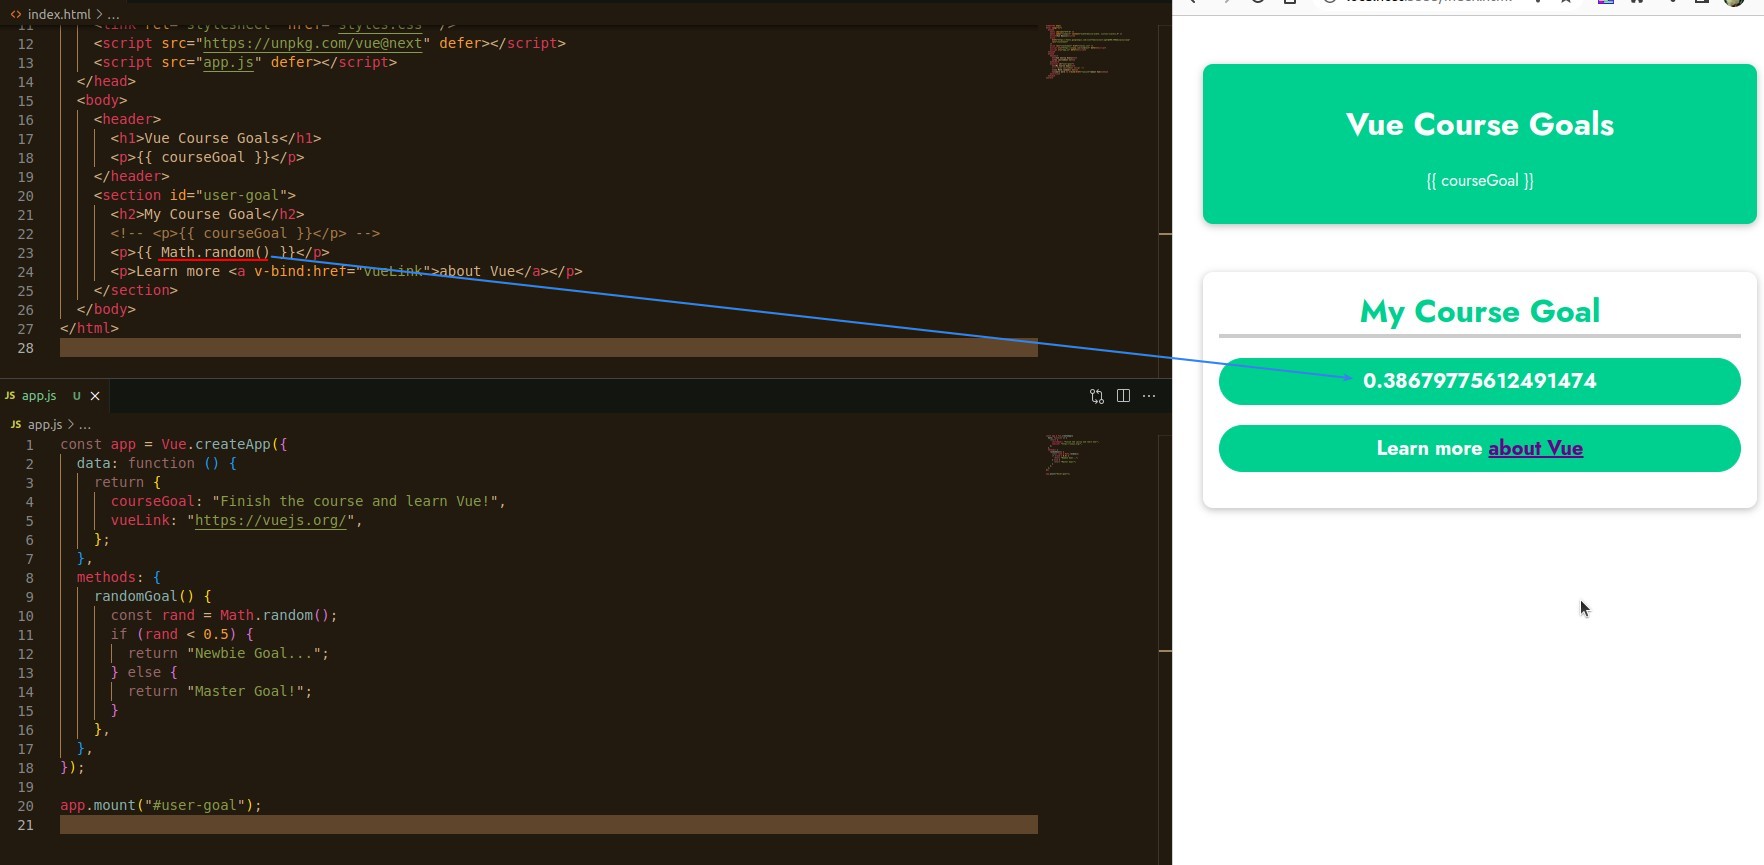 index.html > ...
12 <script src="https://unpkg.com/vue@next" defer></script>
13 <script src="app.js" defer></script>
14 </head>
15 <body>
16 <header>
17 <h1>Vue Course Goals</h1>
18 <p>{{ courseGoal }}</p>
19 </header>
20 <section id="user-goal">
21 <h2>My Course Goal</h2>
22 <!-- <p>{{ courseGoal }}</p> -->
23 <p>{{ Math.random() }}</p>
24 <p>Learn more <a v-bind:href="vueLink">about Vue</a></p>
25 </section>
26 </body>
27 </html>
28
JS app.js U ×
JS app.js > ...
1 const app = Vue.createApp({
2 data: function () {
3 return {
4 courseGoal: "Finish the course and learn Vue!",
5 vueLink: "https://vuejs.org/",
6 };
7 },
8 methods: {
9 randomGoal() {
10 const rand = Math.random();
11 if (rand < 0.5) {
12 return "Newbie Goal...";
13 } else {
14 return "Master Goal!";
15 }
16 },
17 },
18 });
19
20 app.mount("#user-goal");
21
Vue Course Goals
{{ courseGoal }}
My Course Goal
0.38679775612491474
Learn more about Vue